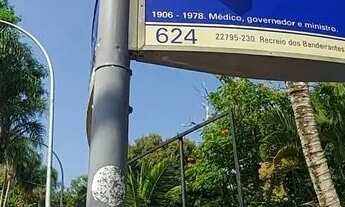 1906 - 1978. Médico, governador e ministro.
624 22795-230. Recreio dos Bandeirantes